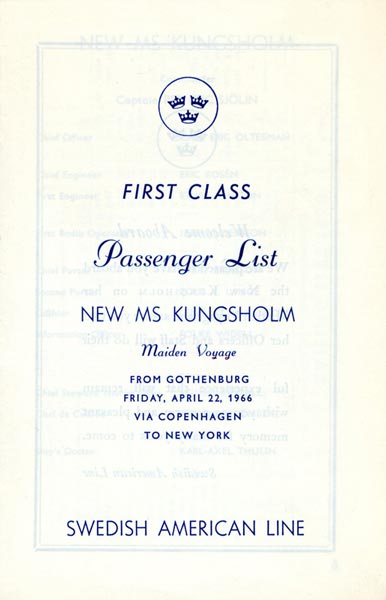 FIRST CLASS
Passenger List
NEW MS KUNGSHOLM
Maiden Voyage
FROM GOTHENBURG
FRIDAY, APRIL 22, 1966
VIA COPENHAGEN
TO NEW YORK
SWEDISH AMERICAN LINE